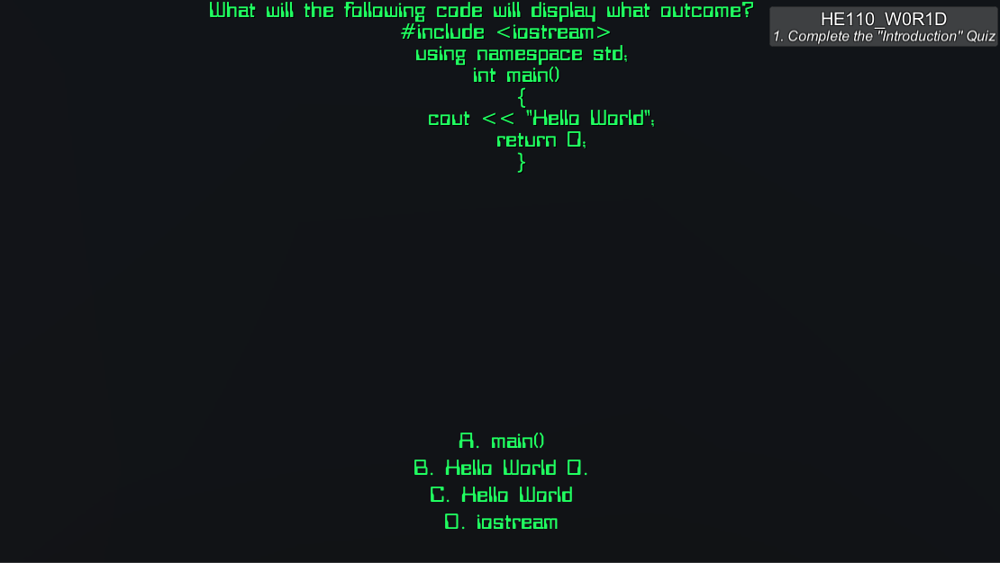 What will the following code will display what outcome?
#include <iostream>
using namespace std;
int main()
{
cout << "Hello World";
return 0;
}
HE110_W0R1D
1. Complete the "Introduction" Quiz
A. main()
B. Hello World 0.
C. Hello World
D. iostream